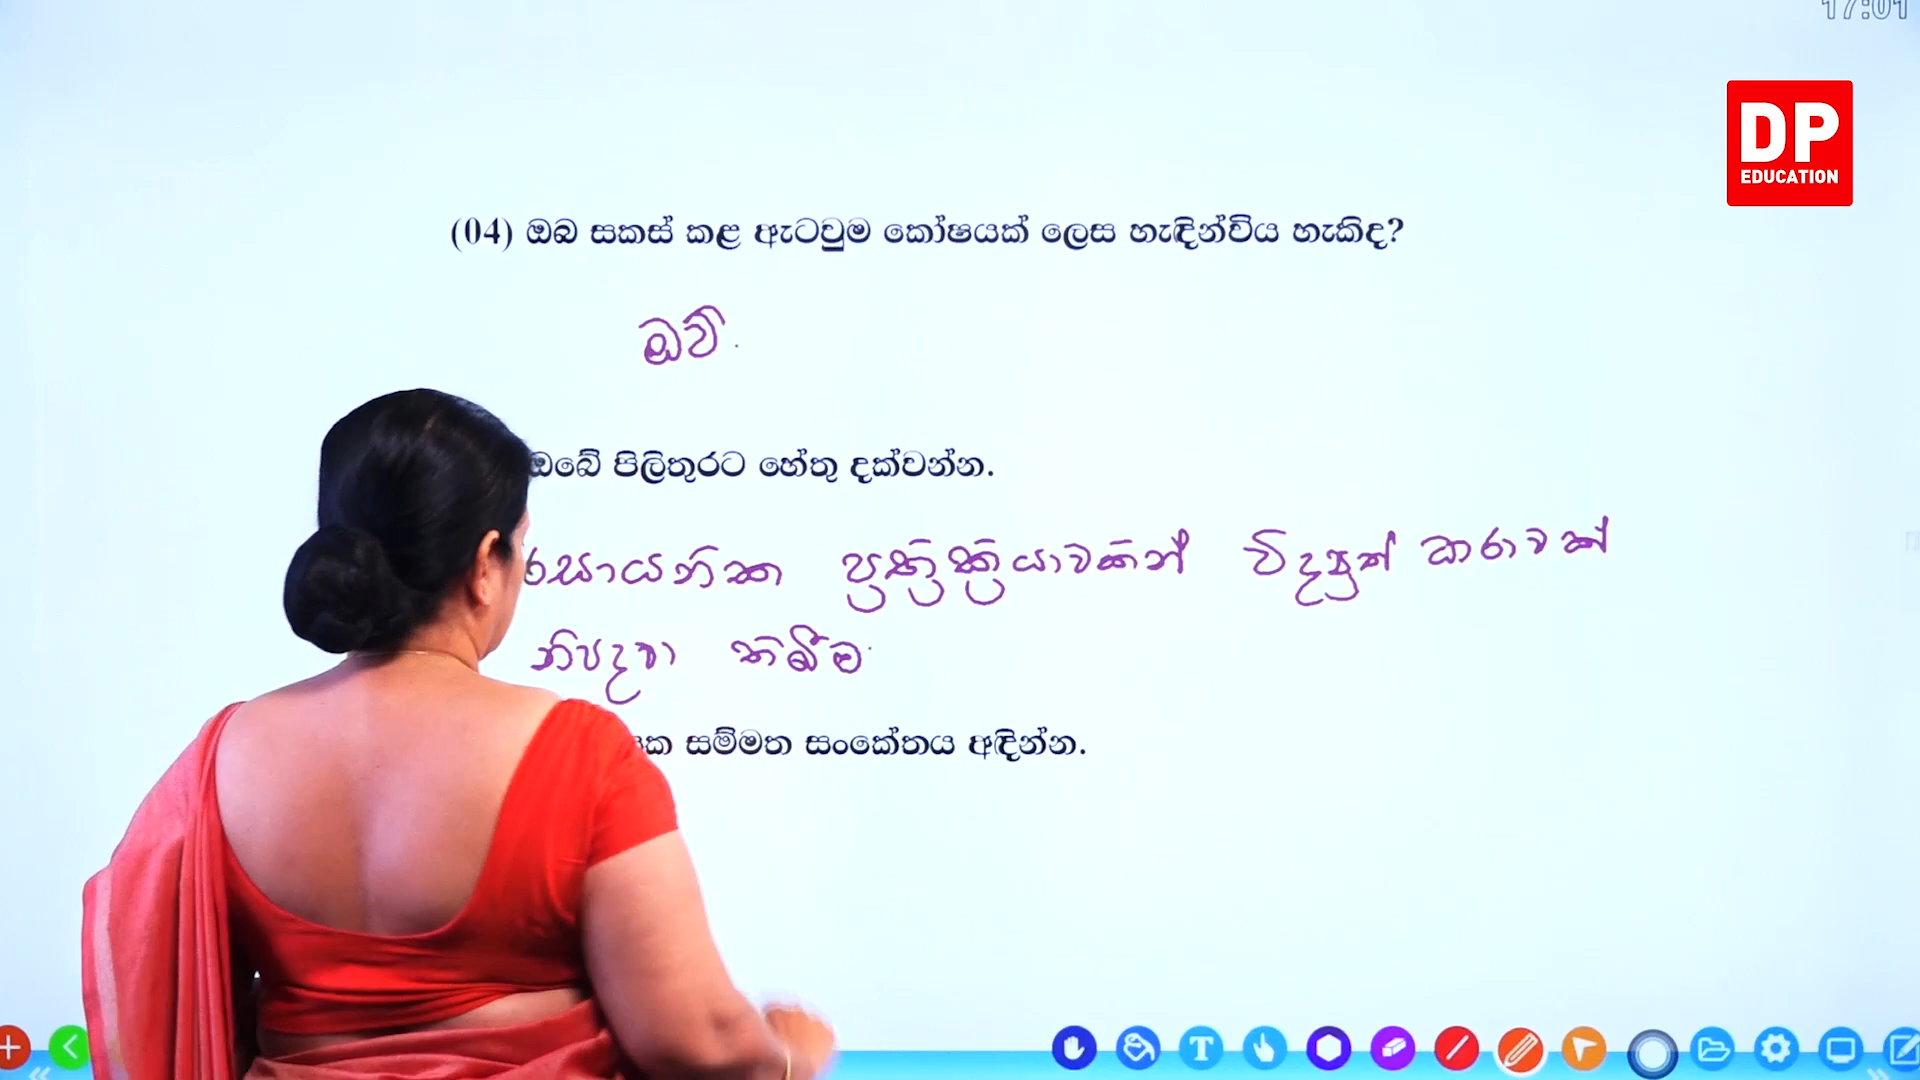 17:01
DP
EDUCATION
(04) ඔබ සකස් කළ ඇටවුම කෝෂයක් ලෙස හැඳින්විය හැකිද?
ඔව්.
ඔබේ පිලිතුරට හේතු දක්වන්න.
රසායනික ප්‍රතික්‍රියාවකින් විද්‍යුත් කරාවක්
නිපදවා තිබීම.
සම්මත සංකේතය අඳින්න.